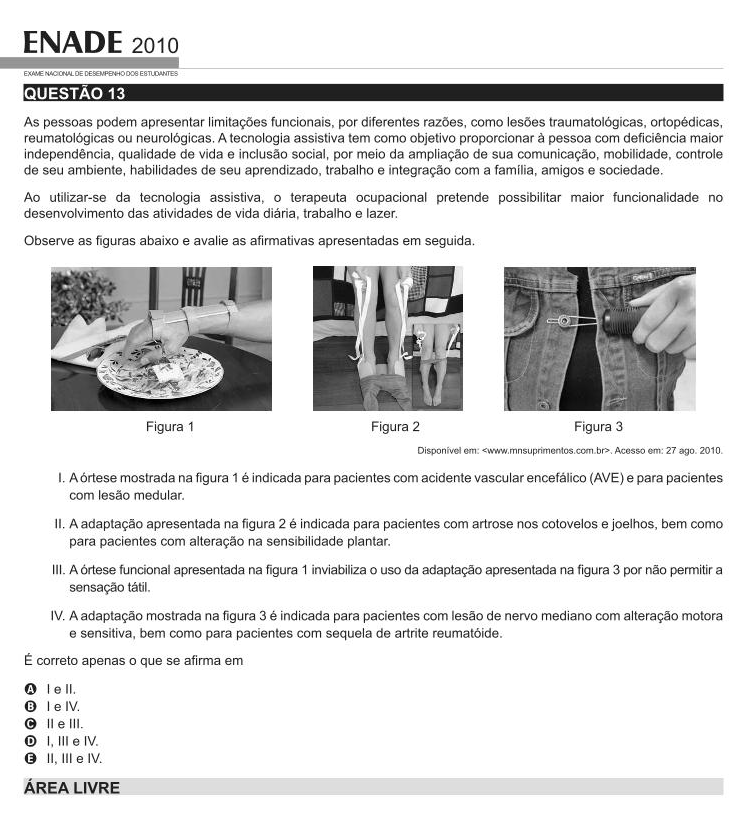 ENADE 2010
EXAME NACIONAL DE DESEMPENHO DOS ESTUDANTES
QUESTÃO 13
As pessoas podem apresentar limitações funcionais, por diferentes razões, como lesões traumatológicas, ortopédicas,
reumatológicas ou neurológicas. A tecnologia assistiva tem como objetivo proporcionar à pessoa com deficiência maior
independência, qualidade de vida e inclusão social, por meio da ampliação de sua comunicação, mobilidade, controle
de seu ambiente, habilidades de seu aprendizado, trabalho e integração com a família, amigos e sociedade.
Ao utilizar-se da tecnologia assistiva, o terapeuta ocupacional pretende possibilitar maior funcionalidade no
desenvolvimento das atividades de vida diária, trabalho e lazer.
Observe as figuras abaixo e avalie as afirmativas apresentadas em seguida.
Figura 1
Figura 2
Figura 3
Disponível em: <www.mnsuprimentos.com.br>. Acesso em: 27 ago. 2010.
I. A órtese mostrada na figura 1 é indicada para pacientes com acidente vascular encefálico (AVE) e para pacientes
com lesão medular.
II. A adaptação apresentada na figura 2 é indicada para pacientes com artrose nos cotovelos e joelhos, bem como
para pacientes com alteração na sensibilidade plantar.
III. A órtese funcional apresentada na figura 1 inviabiliza o uso da adaptação apresentada na figura 3 por não permitir a
sensação tátil.
IV. A adaptação mostrada na figura 3 é indicada para pacientes com lesão de nervo mediano com alteração motora
e sensitiva, bem como para pacientes com sequela de artrite reumatóide.
É correto apenas o que se afirma em
A I e II.
B I e IV.
C II e III.
D I, III e IV.
E II, III e IV.
ÁREA LIVRE